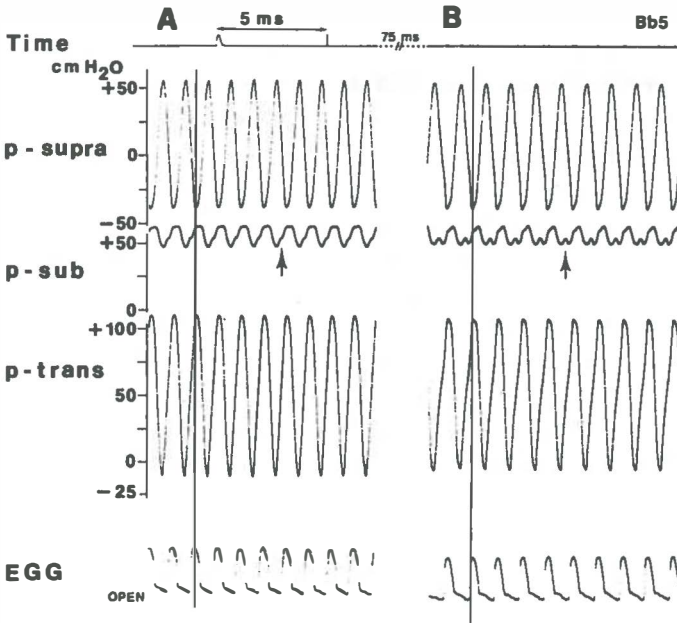 A B Bb5
5 ms
Time 75 ms
cm H₂O
+50
p-supra 0
−50
+50
p-sub
0
+100
p-trans
50
0
−25
EGG
OPEN